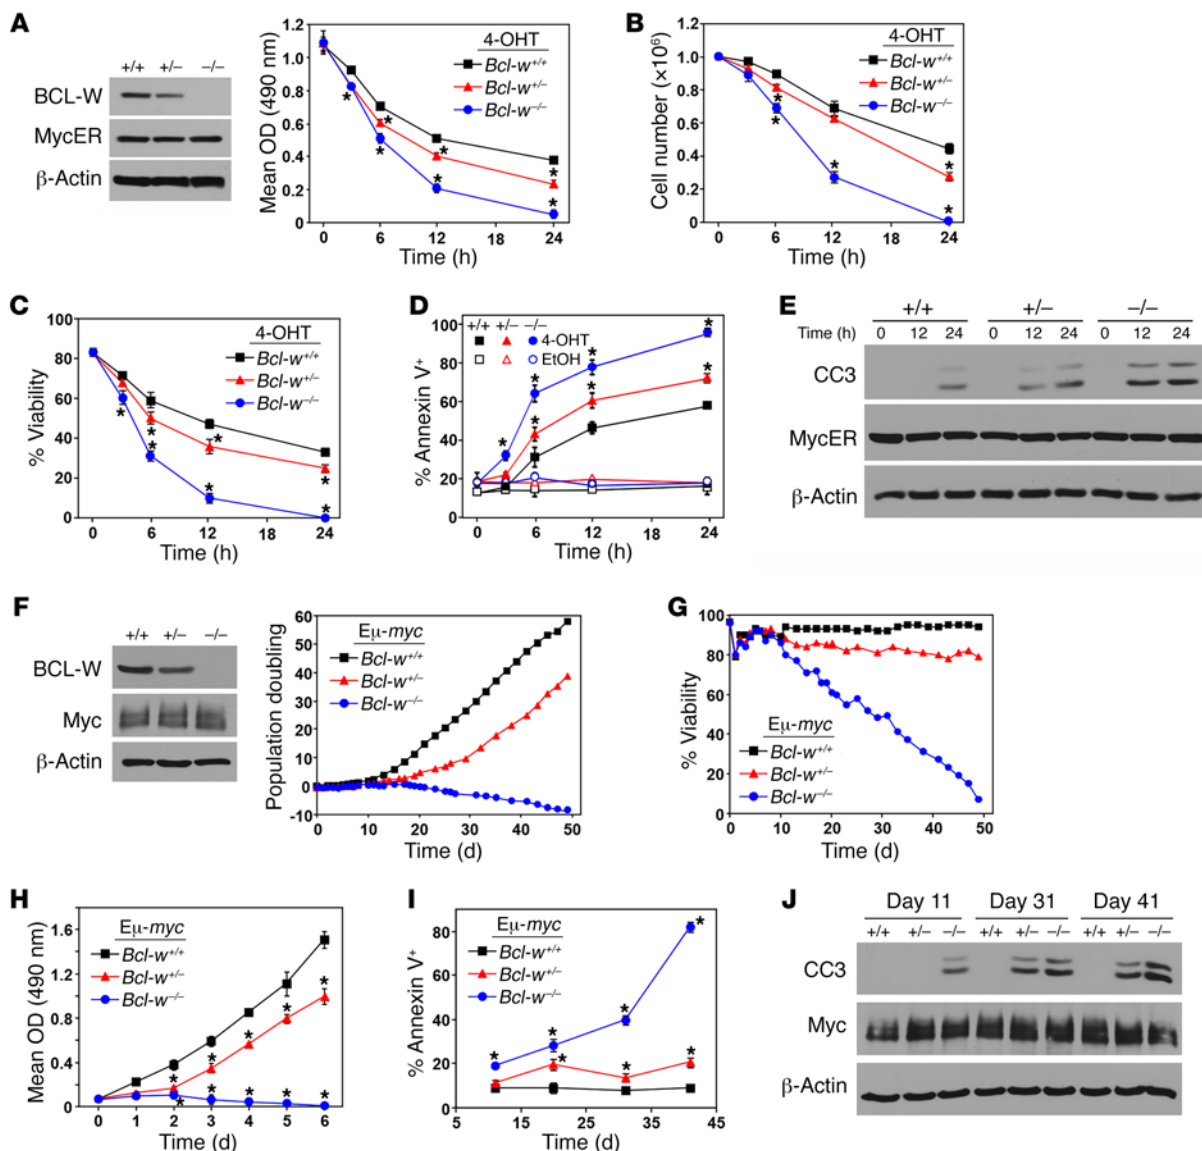 A
+/+ +/– –/–
BCL-W
MycER
β-Actin
Mean OD (490 nm)
1.2
1.0
0.8
0.6
0.4
0.2
0
4-OHT
Bcl-w+/+
Bcl-w+/–
Bcl-w–/–
* * * * * * *
0 6 12 18 24
Time (h)
B
Cell number (×10⁶)
1.2
1.0
0.8
0.6
0.4
0.2
0
4-OHT
Bcl-w+/+
Bcl-w+/–
Bcl-w–/–
* * * * *
0 6 12 18 24
Time (h)
C
% Viability
100
80
60
40
20
0
4-OHT
Bcl-w+/+
Bcl-w+/–
Bcl-w–/–
* * * * * * *
0 6 12 18 24
Time (h)
D
% Annexin V+
100
80
60
40
20
0
+/+ +/– –/–
4-OHT
EtOH
* * * * * * *
0 6 12 18 24
Time (h)
E
+/+ +/– –/–
Time (h) 0 12 24 0 12 24 0 12 24
CC3
MycER
β-Actin
F
+/+ +/– –/–
BCL-W
Myc
β-Actin
Population doubling
60
50
40
30
20
10
0
-10
Eμ-myc
Bcl-w+/+
Bcl-w+/–
Bcl-w–/–
0 10 20 30 40 50
Time (d)
G
% Viability
100
80
60
40
20
0
Eμ-myc
Bcl-w+/+
Bcl-w+/–
Bcl-w–/–
0 10 20 30 40 50
Time (d)
H
Mean OD (490 nm)
1.6
1.2
0.8
0.4
0
Eμ-myc
Bcl-w+/+
Bcl-w+/–
Bcl-w–/–
* * * * *
* * * * *
0 1 2 3 4 5 6
Time (d)
I
% Annexin V+
100
80
60
40
20
0
Eμ-myc
Bcl-w+/+
Bcl-w+/–
Bcl-w–/–
* * * * * * *
5 15 25 35 45
Time (d)
J
Day 11 Day 31 Day 41
+/+ +/– –/– +/+ +/– –/– +/+ +/– –/–
CC3
Myc
β-Actin